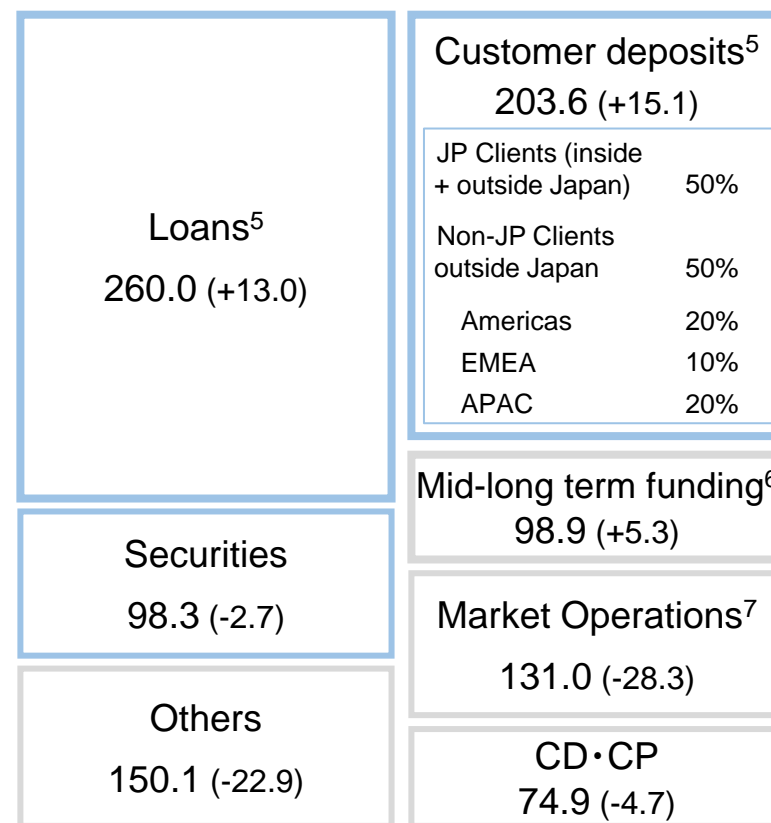 Loans5
260.0 (+13.0)
Securities
98.3 (-2.7)
Others
150.1 (-22.9)
Customer deposits5
203.6 (+15.1)
JP Clients (inside
+ outside Japan) 50%
Non-JP Clients
outside Japan 50%
Americas 20%
EMEA 10%
APAC 20%
Mid-long term funding6
98.9 (+5.3)
Market Operations7
131.0 (-28.3)
CD・CP
74.9 (-4.7)